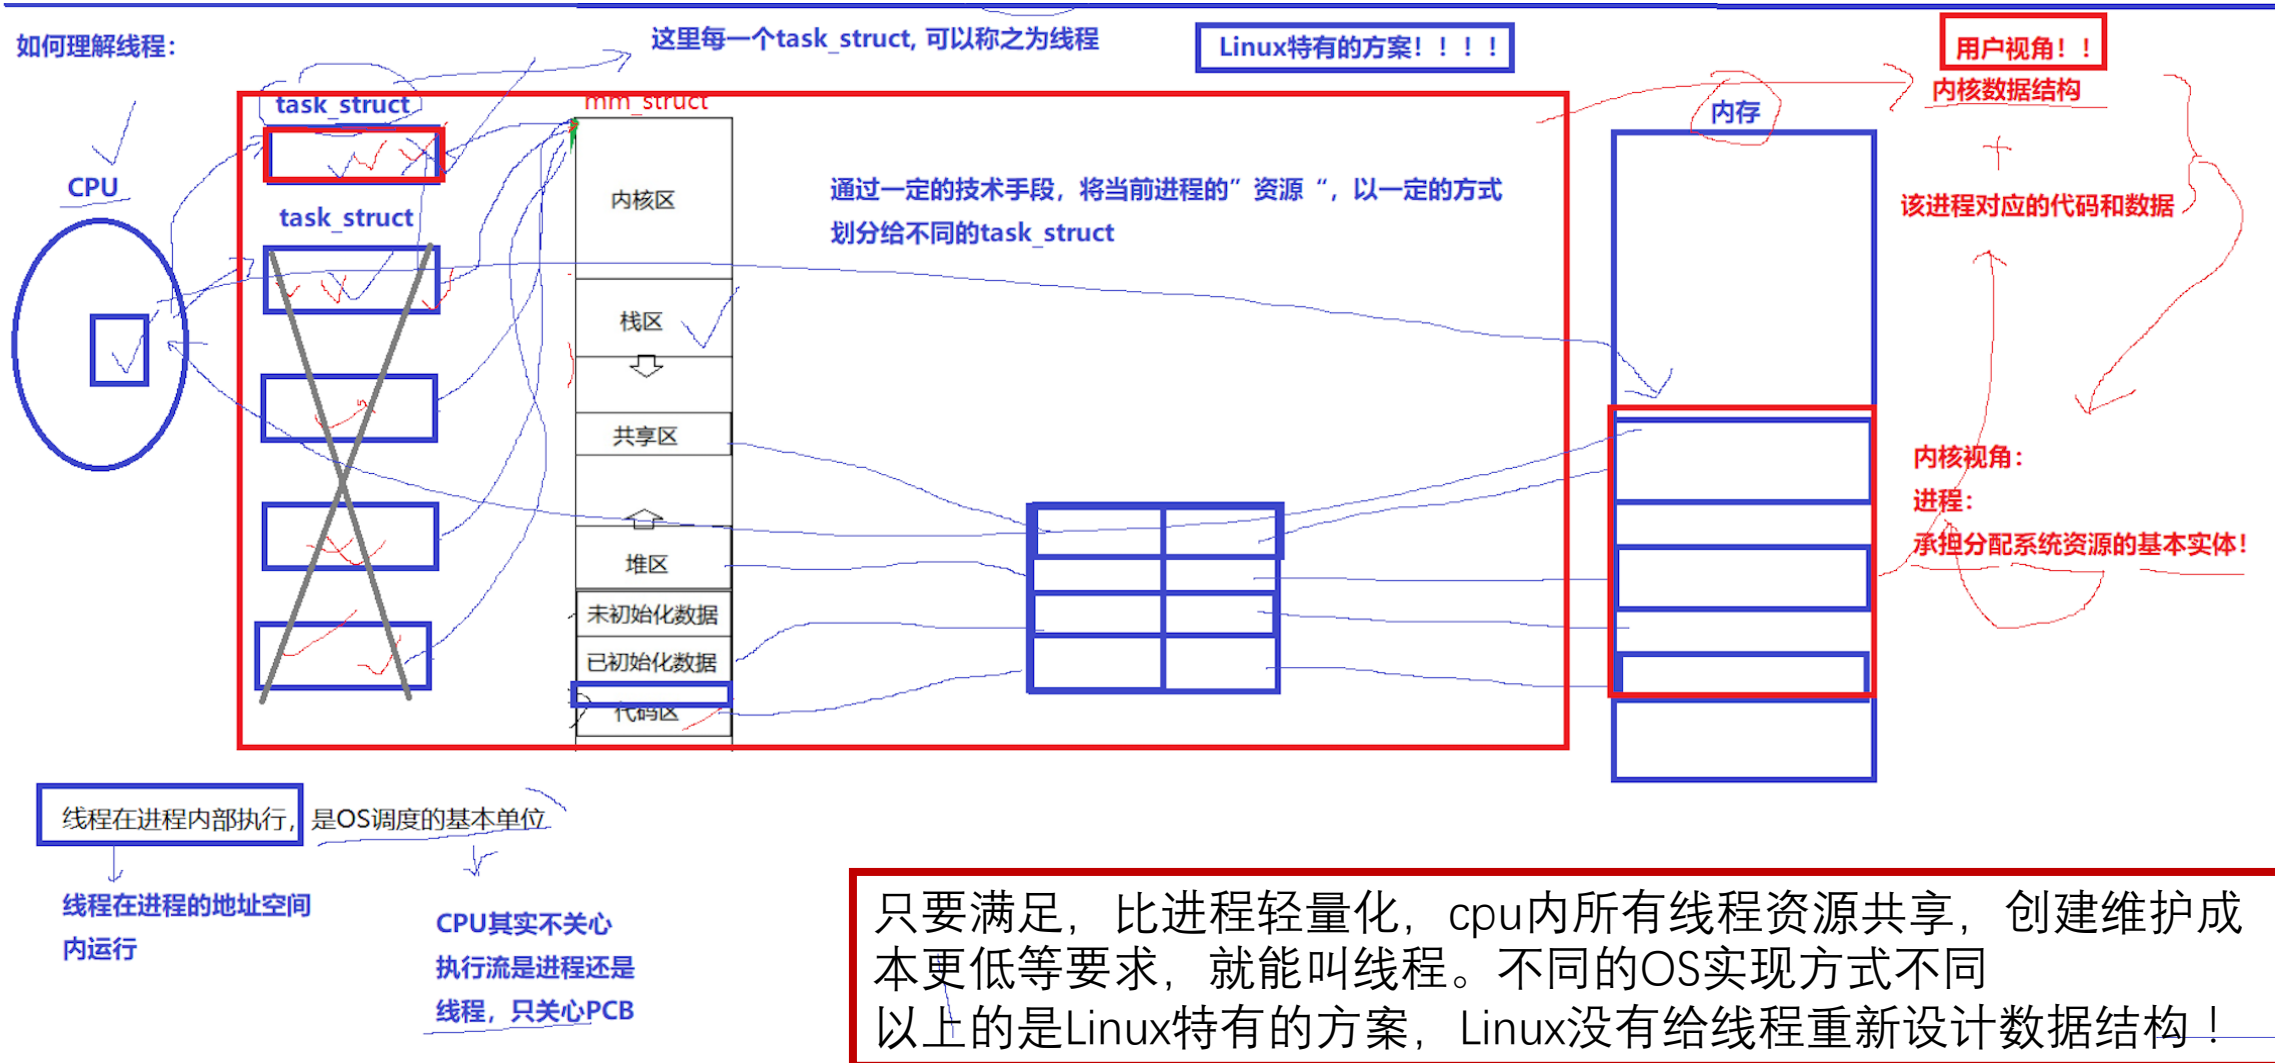 如何理解线程：
这里每一个task_struct, 可以称之为线程
Linux特有的方案！！！！
用户视角！！
内核数据结构
task_struct
mm_struct
内存
CPU
内核区
通过一定的技术手段，将当前进程的”资源“，以一定的方式
划分给不同的task_struct
该进程对应的代码和数据
task_struct
栈区
共享区
内核视角：
进程：
承担分配系统资源的基本实体！
堆区
未初始化数据
已初始化数据
代码区
线程在进程内部执行，是OS调度的基本单位
线程在进程的地址空间
内运行
CPU其实不关心
执行流是进程还是
线程，只关心PCB
只要满足，比进程轻量化，cpu内所有线程资源共享，创建维护成
本更低等要求，就能叫线程。不同的OS实现方式不同
以上的是Linux特有的方案，Linux没有给线程重新设计数据结构！